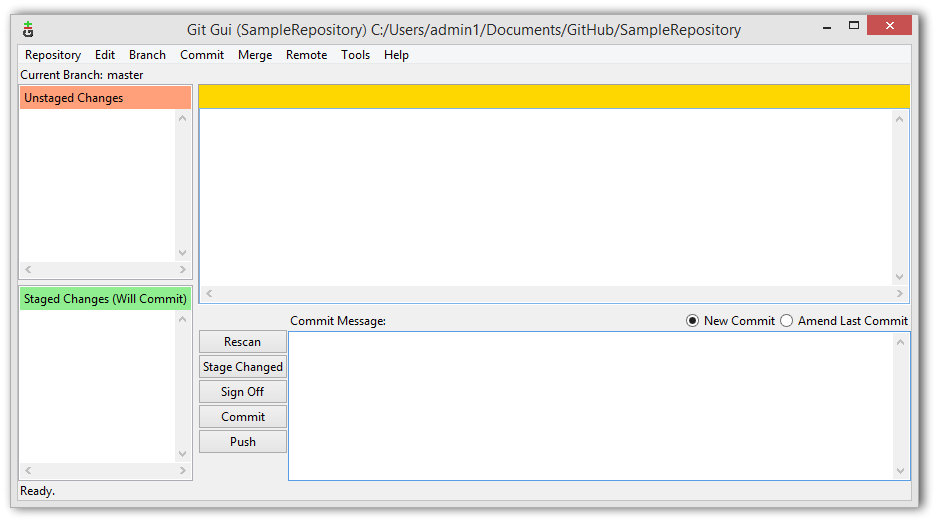 Git Gui (SampleRepository) C:/Users/admin1/Documents/GitHub/SampleRepository
Repository Edit Branch Commit Merge Remote Tools Help
Current Branch: master
Unstaged Changes
Staged Changes (Will Commit)
Commit Message: New Commit Amend Last Commit
Rescan
Stage Changed
Sign Off
Commit
Push
Ready.